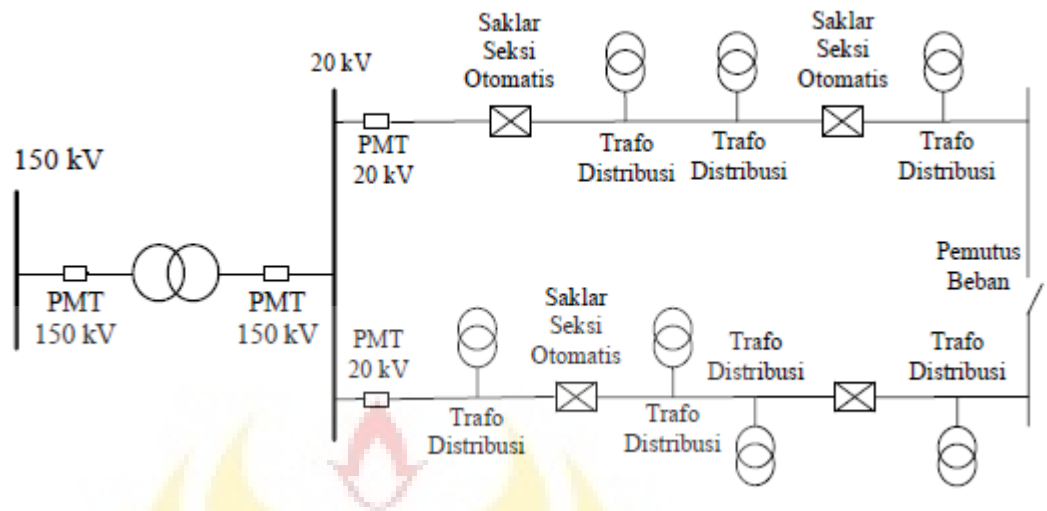 150 kV
PMT
150 kV
PMT
150 kV
20 kV
PMT
20 kV
Saklar
Seksi
Otomatis
Trafo
Distribusi
Trafo
Distribusi
Saklar
Seksi
Otomatis
Trafo
Distribusi
Pemutus
Beban
PMT
20 kV
Trafo
Distribusi
Saklar
Seksi
Otomatis
Trafo
Distribusi
Trafo
Distribusi
Trafo
Distribusi